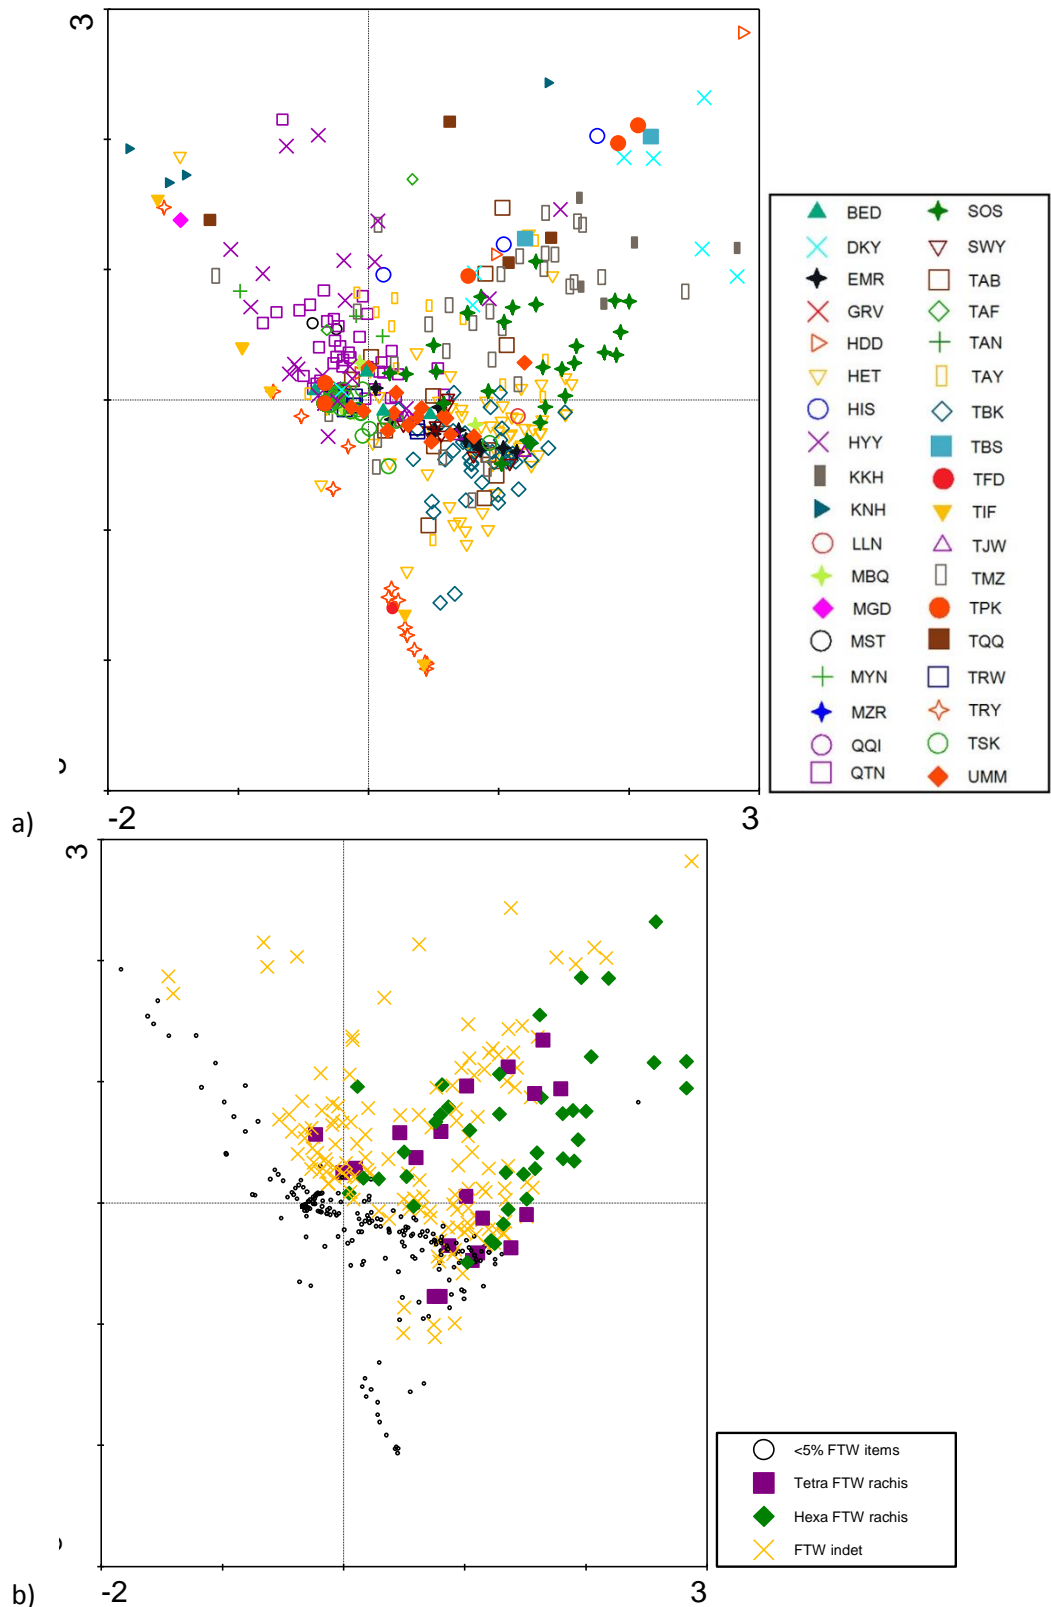 3
BED SOS
DKY SWY
EMR TAB
GRV TAF
HDD TAN
HET TAY
HIS TBK
HYY TBS
KKH TFD
KNH TIF
LLN TJW
MBQ TMZ
MGD TPK
MST TQQ
MYN TRW
MZR TRY
QQI TSK
QTN UMM
a)
-2 3
3
<5% FTW items
Tetra FTW rachis
Hexa FTW rachis
FTW indet
b)
-2 3